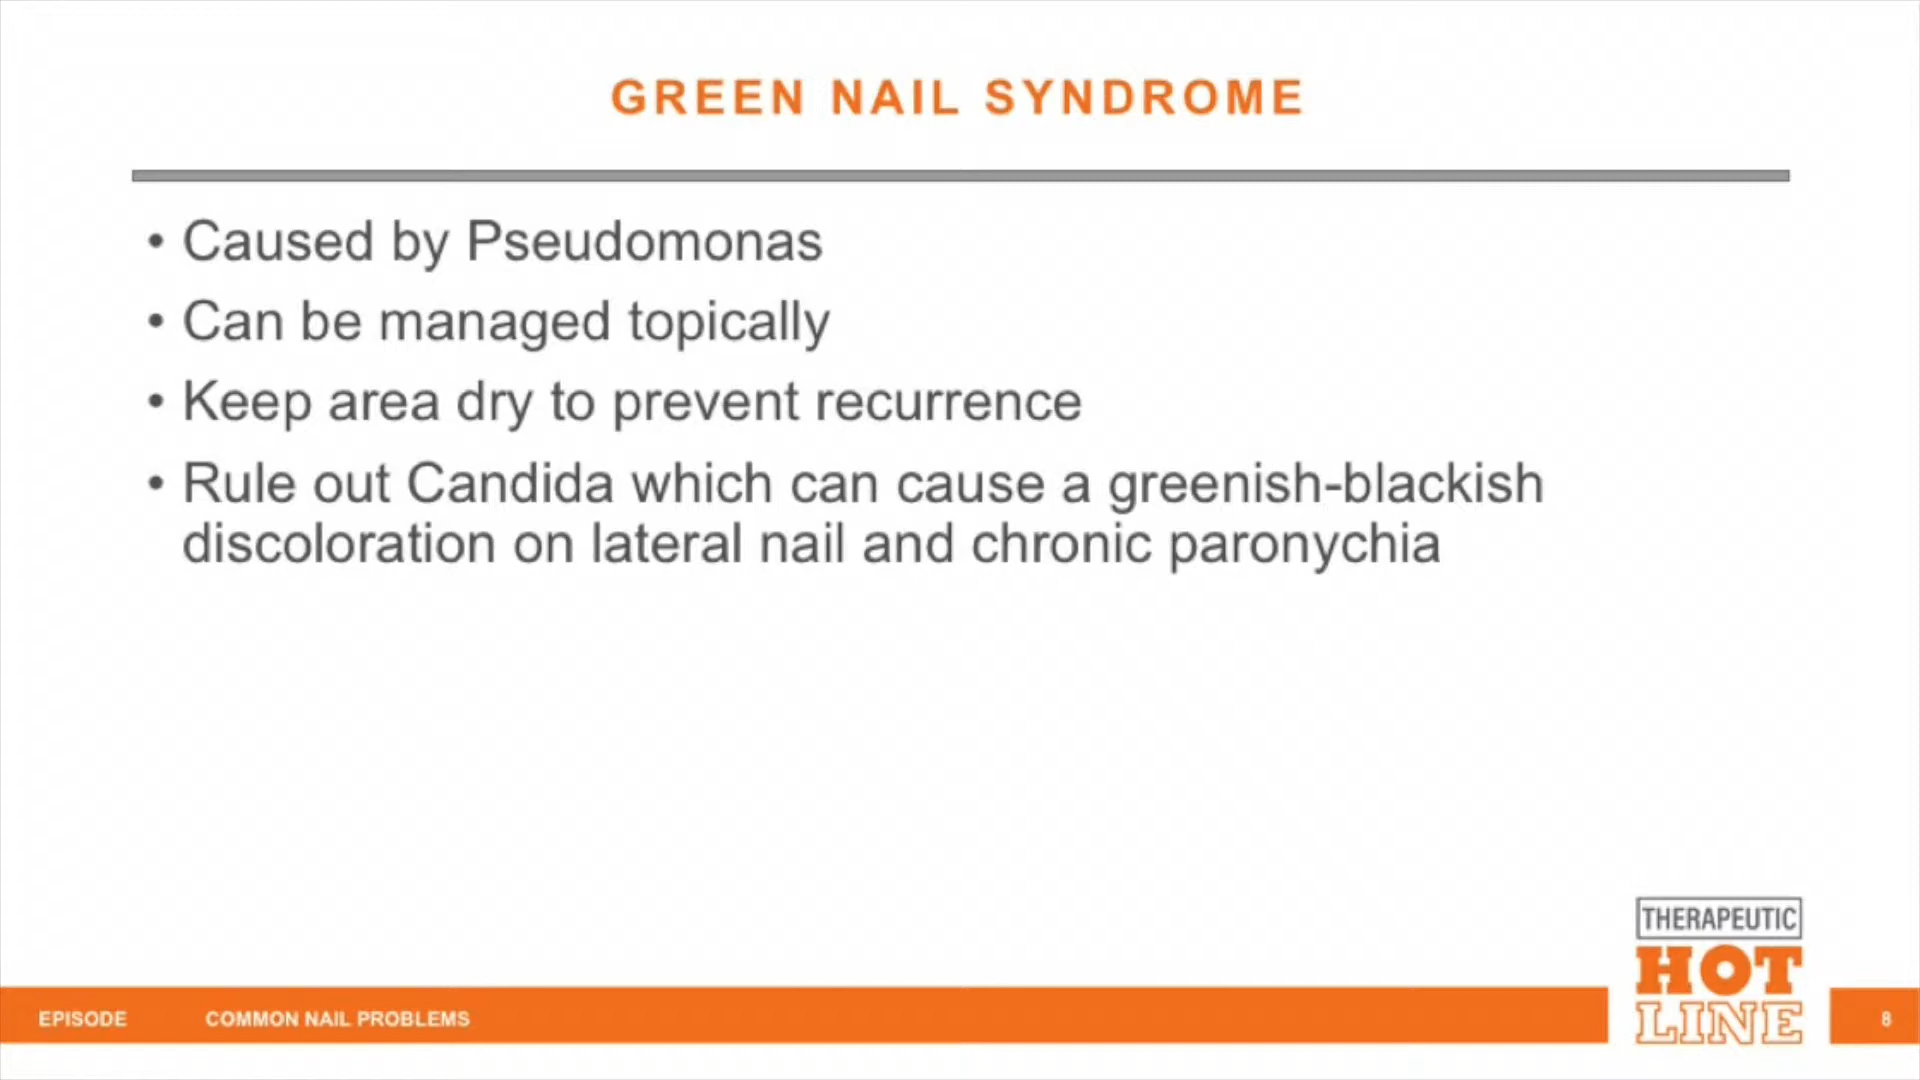 GREEN NAIL SYNDROME
• Caused by Pseudomonas
• Can be managed topically
• Keep area dry to prevent recurrence
• Rule out Candida which can cause a greenish-blackish
discoloration on lateral nail and chronic paronychia
THERAPEUTIC
HOT
LINE
EPISODE COMMON NAIL PROBLEMS
8